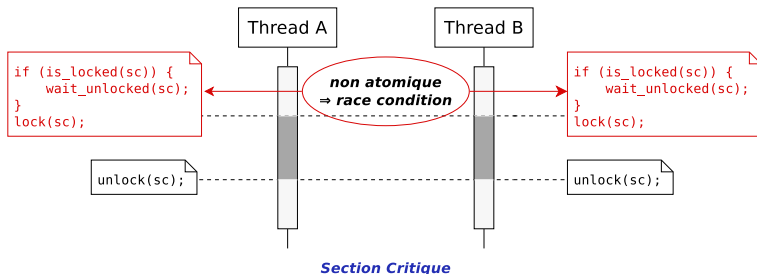 Thread A
Thread B
if (is_locked(sc)) {
    wait_unlocked(sc);
}
lock(sc);
non atomique
⇒ race condition
if (is_locked(sc)) {
    wait_unlocked(sc);
}
lock(sc);
unlock(sc);
unlock(sc);
Section Critique